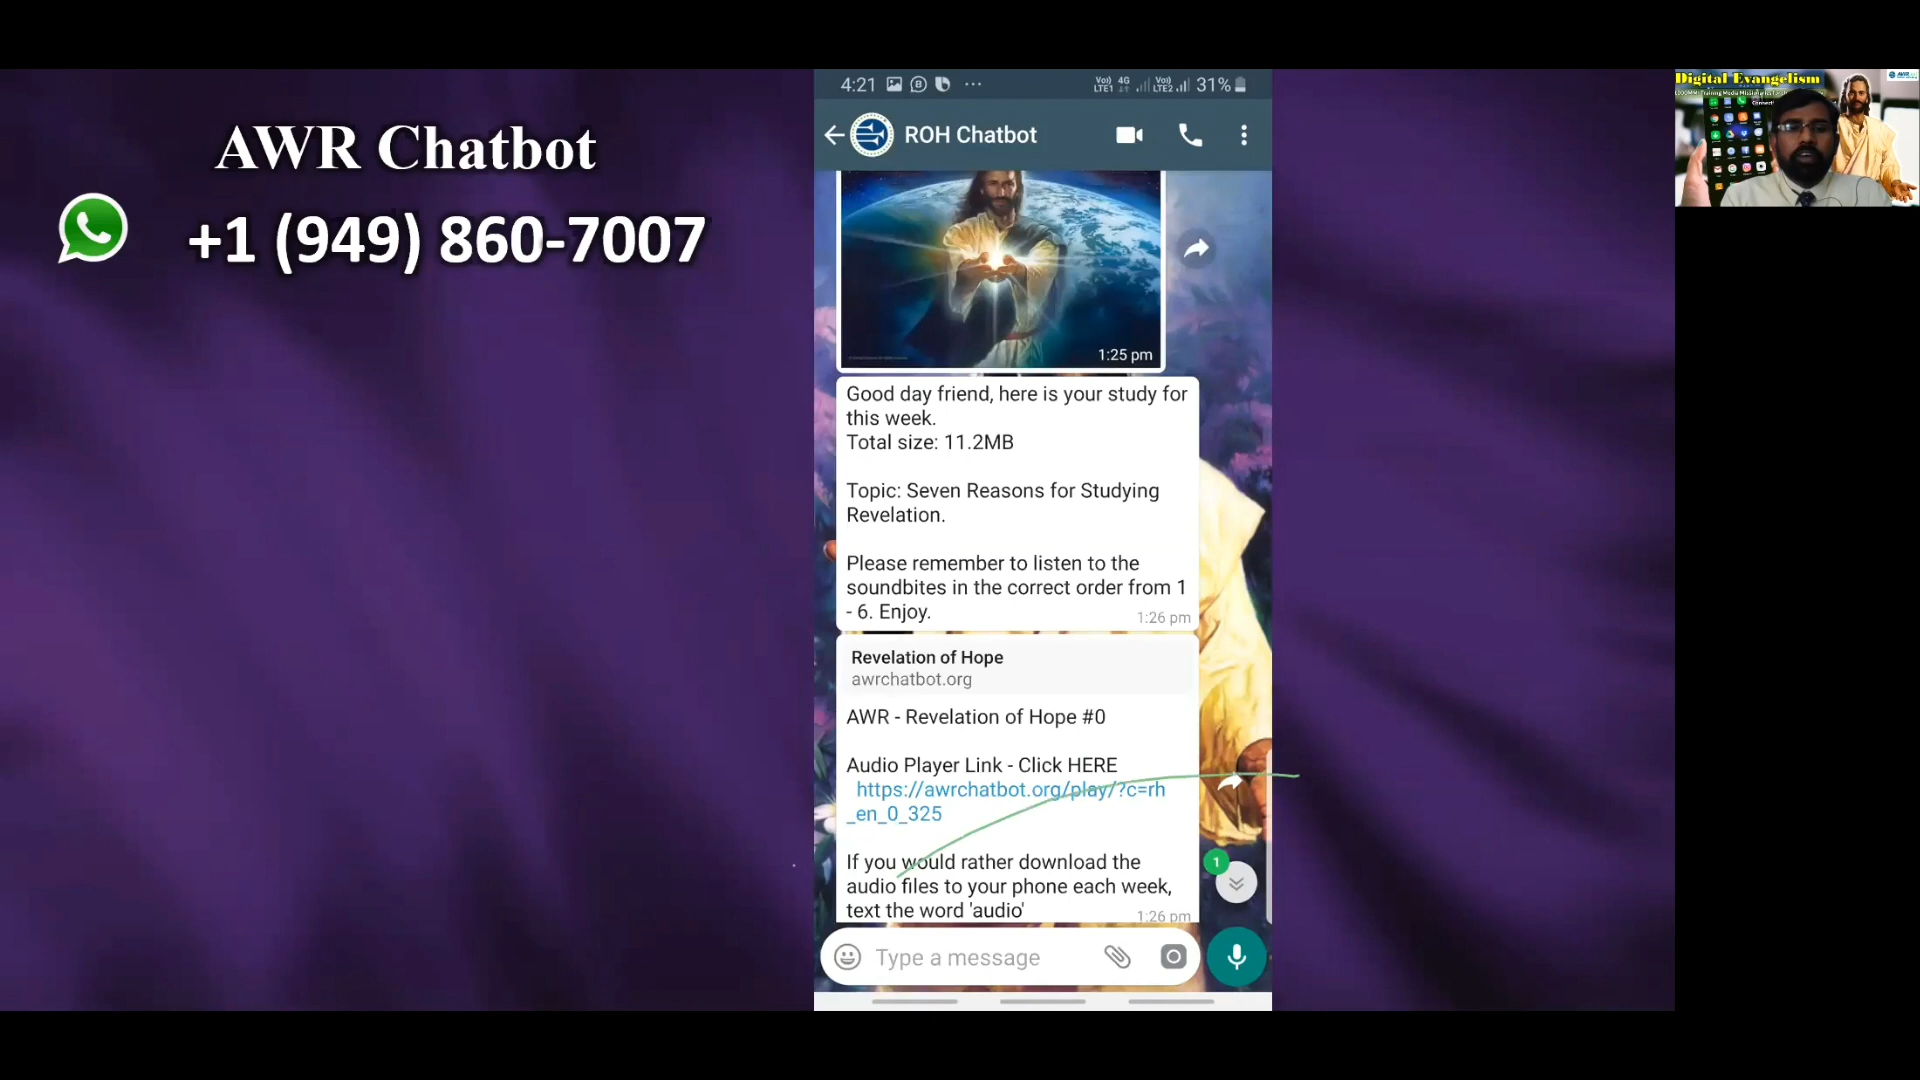 AWR Chatbot
+1 (949) 860-7007
4:21
Vo) 4G
LTE1
Vo)
LTE2
31%
ROH Chatbot
1:25 pm
Good day friend, here is your study for
this week.
Total size: 11.2MB
Topic: Seven Reasons for Studying
Revelation.
Please remember to listen to the
soundbites in the correct order from 1
- 6. Enjoy.
1:26 pm
Revelation of Hope
awrchatbot.org
AWR - Revelation of Hope #0
Audio Player Link - Click HERE
https://awrchatbot.org/play/?c=rh
_en_0_325
If you would rather download the
audio files to your phone each week,
text the word 'audio'
1:26 pm
1
Type a message
Digital Evangelism